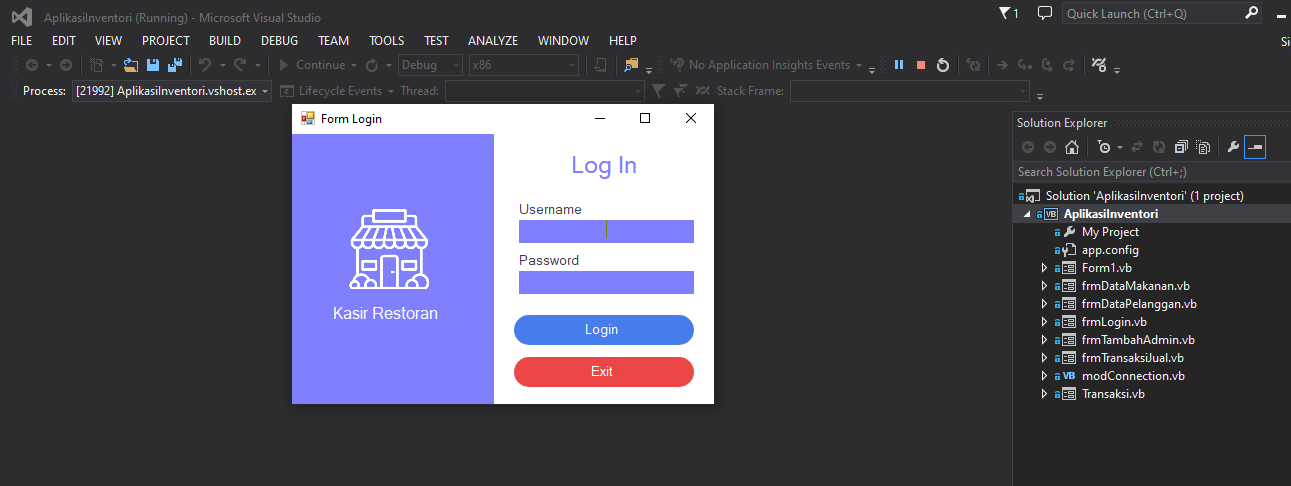 AplikasiInventori (Running) - Microsoft Visual Studio
1
Quick Launch (Ctrl+Q)
FILE EDIT VIEW PROJECT BUILD DEBUG TEAM TOOLS TEST ANALYZE WINDOW HELP
Si
Continue Debug x86 No Application Insights Events
Process: [21992] AplikasiInventori.vshost.ex Lifecycle Events Thread: Stack Frame:
Form Login
Log In
Username
Password
Login
Exit
Kasir Restoran
Solution Explorer
Search Solution Explorer (Ctrl+;)
Solution 'AplikasiInventori' (1 project)
VB AplikasiInventori
My Project
app.config
Form1.vb
frmDataMakanan.vb
frmDataPelanggan.vb
frmLogin.vb
frmTambahAdmin.vb
frmTransaksiJual.vb
VB modConnection.vb
Transaksi.vb